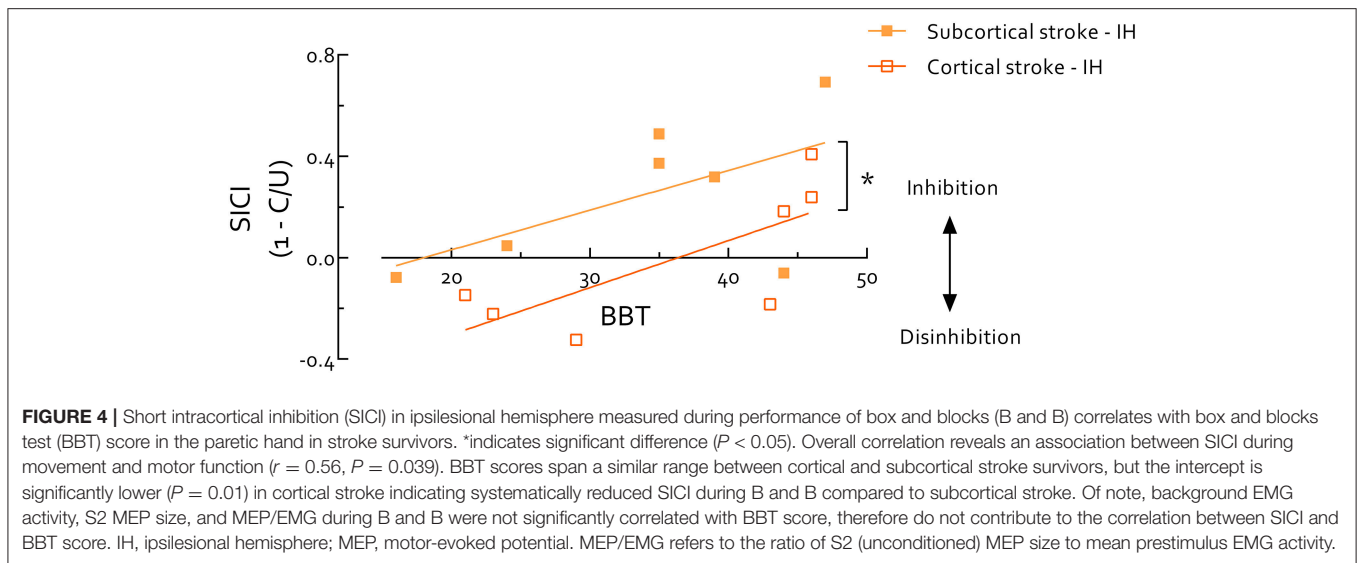 Subcortical stroke - IH
Cortical stroke - IH
0.8
0.4
0.0
-0.4
SICI
(1 - C/U)
20
30
40
50
BBT
*
Inhibition
Disinhibition
FIGURE 4 | Short intracortical inhibition (SICI) in ipsilesional hemisphere measured during performance of box and blocks (B and B) correlates with box and blocks
test (BBT) score in the paretic hand in stroke survivors. *indicates significant difference (P < 0.05). Overall correlation reveals an association between SICI during
movement and motor function (r = 0.56, P = 0.039). BBT scores span a similar range between cortical and subcortical stroke survivors, but the intercept is
significantly lower (P = 0.01) in cortical stroke indicating systematically reduced SICI during B and B compared to subcortical stroke. Of note, background EMG
activity, S2 MEP size, and MEP/EMG during B and B were not significantly correlated with BBT score, therefore do not contribute to the correlation between SICI and
BBT score. IH, ipsilesional hemisphere; MEP, motor-evoked potential. MEP/EMG refers to the ratio of S2 (unconditioned) MEP size to mean prestimulus EMG activity.